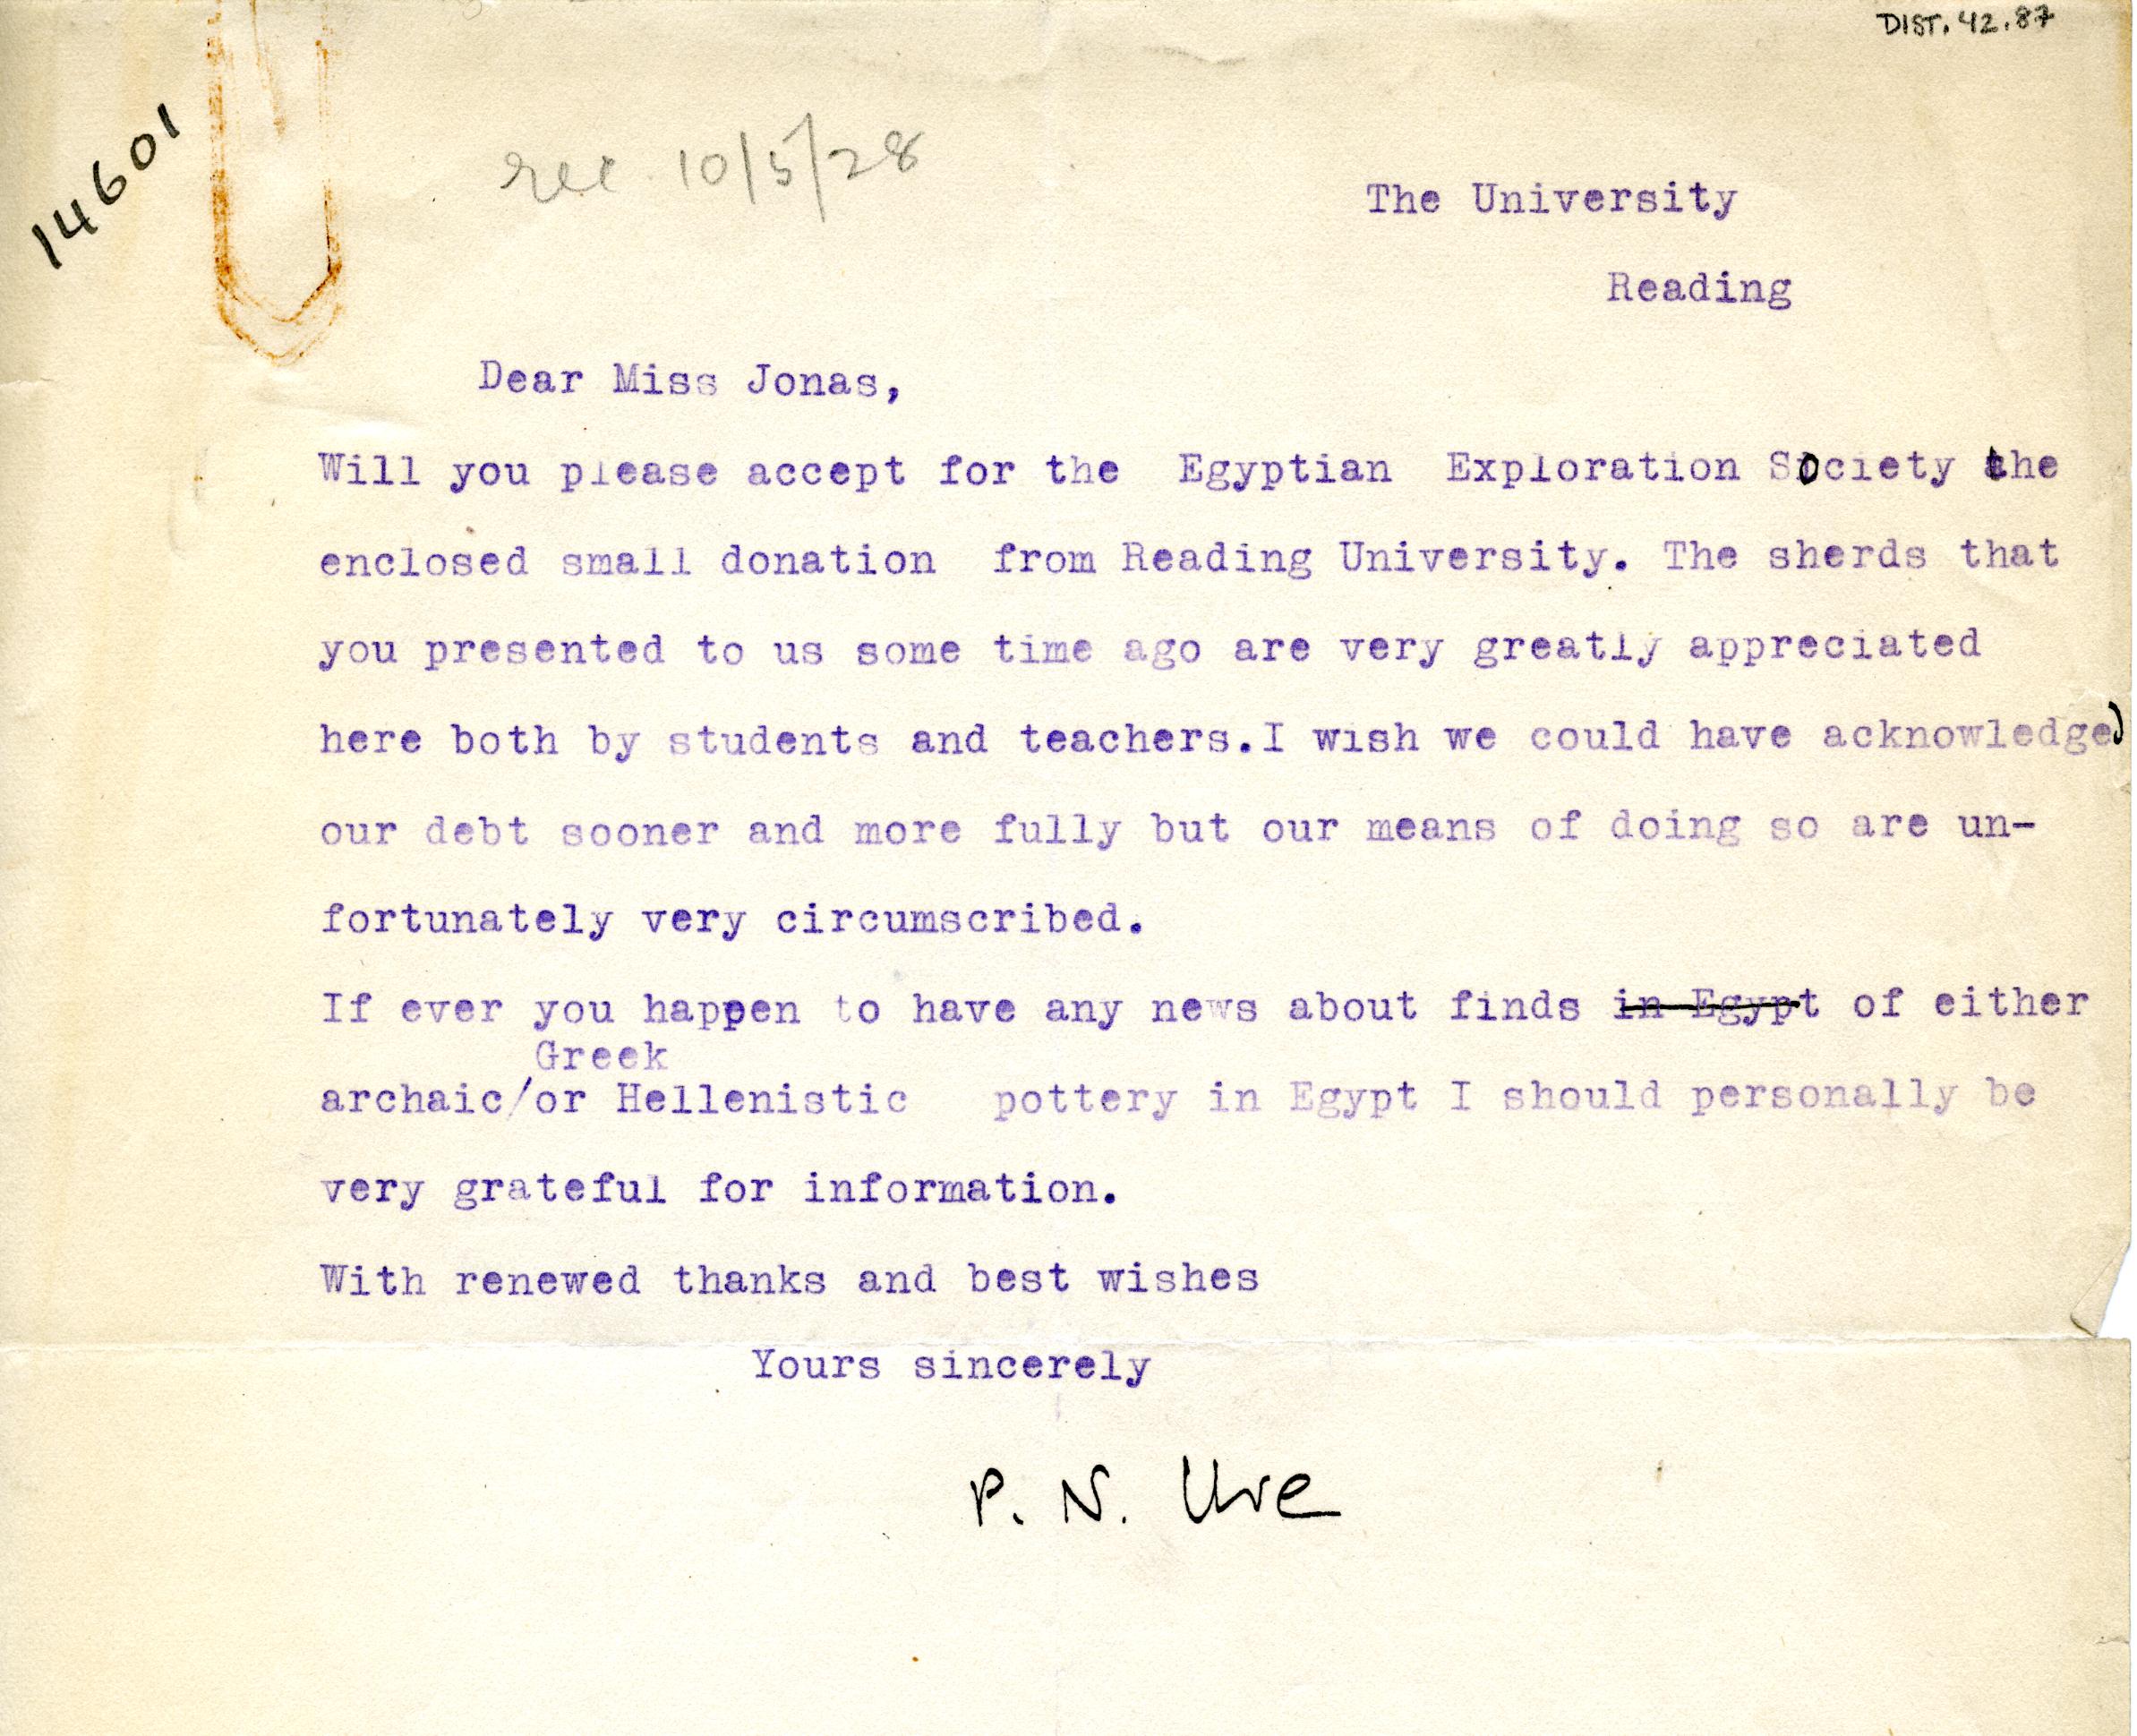 DIST. 42.87
14601
rec. 10/5/28
The University
Reading
Dear Miss Jonas,
Will you please accept for the Egyptian Exploration Society the
enclosed small donation from Reading University. The sherds that
you presented to us some time ago are very greatly appreciated
here both by students and teachers.I wish we could have acknowledged
our debt sooner and more fully but our means of doing so are un-
fortunately very circumscribed.
If ever you happen to have any news about finds in Egypt of either
Greek
archaic/or Hellenistic pottery in Egypt I should personally be
very grateful for information.
With renewed thanks and best wishes
Yours sincerely
P. N. Ure